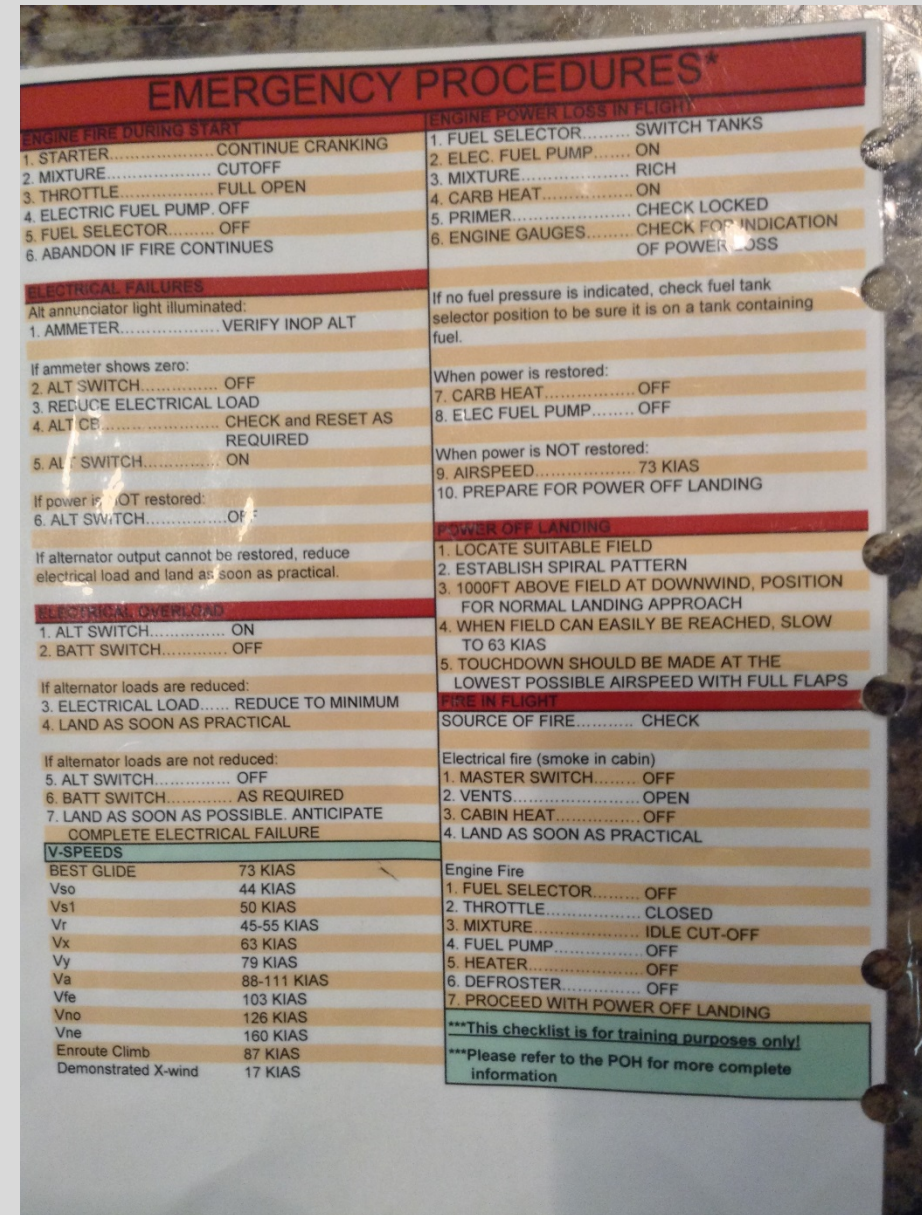 EMERGENCY PROCEDURES*
ENGINE FIRE DURING START
1. STARTER................... CONTINUE CRANKING
2. MIXTURE................... CUTOFF
3. THROTTLE................. FULL OPEN
4. ELECTRIC FUEL PUMP. OFF
5. FUEL SELECTOR........ OFF
6. ABANDON IF FIRE CONTINUES
ELECTRICAL FAILURES
Alt annunciator light illuminated:
1. AMMETER.................... VERIFY INOP ALT
If ammeter shows zero:
2. ALT SWITCH............... OFF
3. REDUCE ELECTRICAL LOAD
4. ALT CB...................... CHECK and RESET AS
REQUIRED
5. ALT SWITCH............... ON
If power is NOT restored:
6. ALT SWITCH...............OFF
If alternator output cannot be restored, reduce
electrical load and land as soon as practical.
ELECTRICAL OVERLOAD
1. ALT SWITCH............... ON
2. BATT SWITCH............. OFF
If alternator loads are reduced:
3. ELECTRICAL LOAD...... REDUCE TO MINIMUM
4. LAND AS SOON AS PRACTICAL
If alternator loads are not reduced:
5. ALT SWITCH............... OFF
6. BATT SWITCH............. AS REQUIRED
7. LAND AS SOON AS POSSIBLE. ANTICIPATE
COMPLETE ELECTRICAL FAILURE
V-SPEEDS
BEST GLIDE 73 KIAS
Vso 44 KIAS
Vs1 50 KIAS
Vr 45-55 KIAS
Vx 63 KIAS
Vy 79 KIAS
Va 88-111 KIAS
Vfe 103 KIAS
Vno 126 KIAS
Vne 160 KIAS
Enroute Climb 87 KIAS
Demonstrated X-wind 17 KIAS
ENGINE POWER LOSS IN FLIGHT
1. FUEL SELECTOR......... SWITCH TANKS
2. ELEC. FUEL PUMP....... ON
3. MIXTURE.................... RICH
4. CARB HEAT................. ON
5. PRIMER...................... CHECK LOCKED
6. ENGINE GAUGES........ CHECK FOR INDICATION
OF POWER LOSS
If no fuel pressure is indicated, check fuel tank
selector position to be sure it is on a tank containing
fuel.
When power is restored:
7. CARB HEAT................. OFF
8. ELEC FUEL PUMP........ OFF
When power is NOT restored:
9. AIRSPEED.................. 73 KIAS
10. PREPARE FOR POWER OFF LANDING
POWER OFF LANDING
1. LOCATE SUITABLE FIELD
2. ESTABLISH SPIRAL PATTERN
3. 1000FT ABOVE FIELD AT DOWNWIND, POSITION
FOR NORMAL LANDING APPROACH
4. WHEN FIELD CAN EASILY BE REACHED, SLOW
TO 63 KIAS
5. TOUCHDOWN SHOULD BE MADE AT THE
LOWEST POSSIBLE AIRSPEED WITH FULL FLAPS
FIRE IN FLIGHT
SOURCE OF FIRE........... CHECK
Electrical fire (smoke in cabin)
1. MASTER SWITCH........ OFF
2. VENTS........................ OPEN
3. CABIN HEAT................OFF
4. LAND AS SOON AS PRACTICAL
Engine Fire
1. FUEL SELECTOR......... OFF
2. THROTTLE.................. CLOSED
3. MIXTURE.................... IDLE CUT-OFF
4. FUEL PUMP................. OFF
5. HEATER...................... OFF
6. DEFROSTER............... OFF
7. PROCEED WITH POWER OFF LANDING
***This checklist is for training purposes only!
***Please refer to the POH for more complete
information